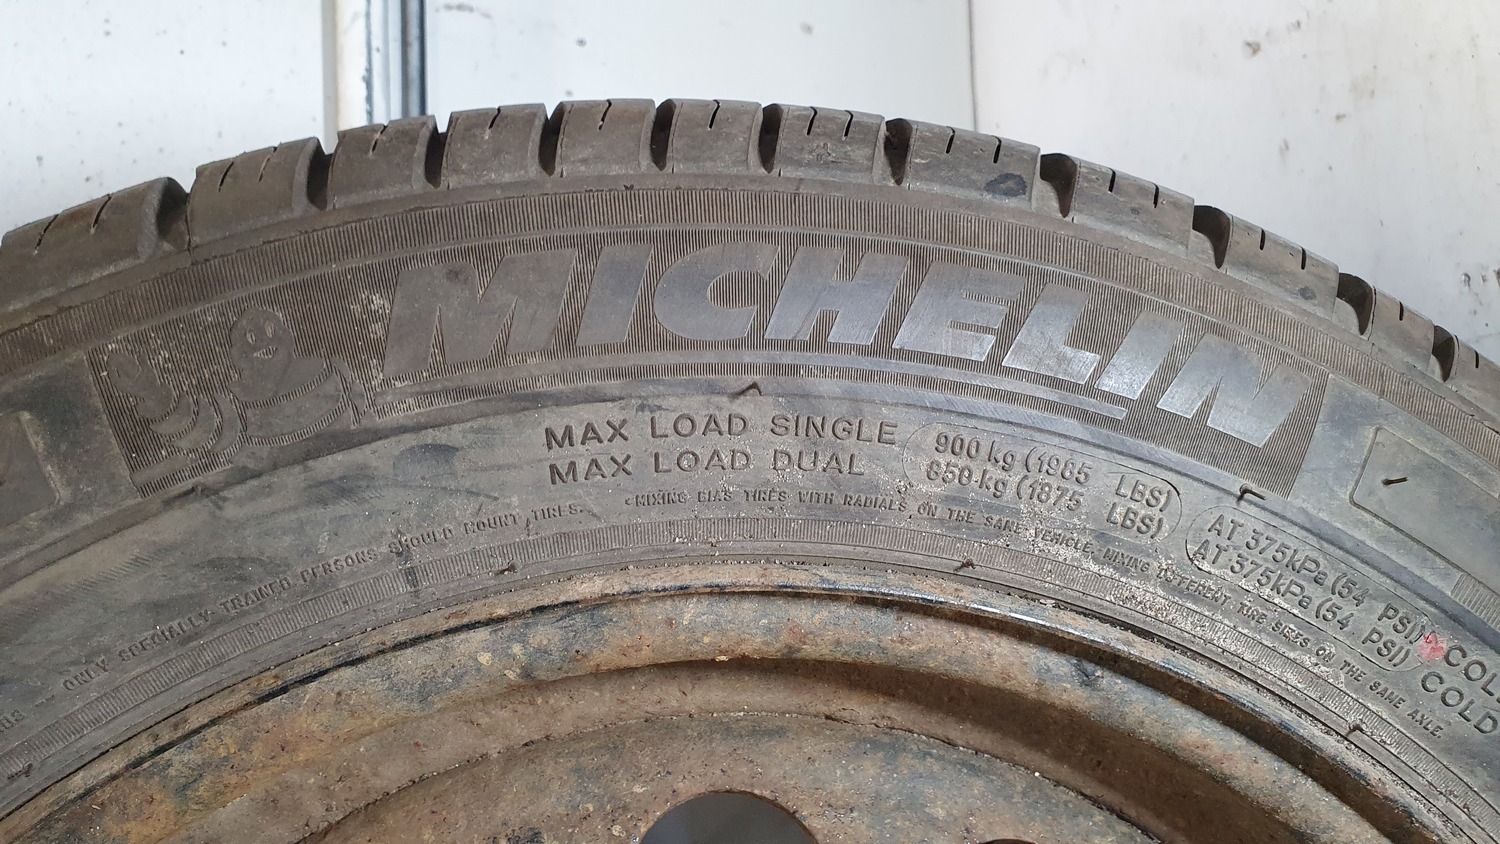 MICHELIN
MAX LOAD SINGLE 900 kg (1985 LBS) AT 375kPa (54 PSI) COL
MAX LOAD DUAL 850 kg (1875 LBS) AT 375kPa (54 PSI) COLD
ONLY SPECIALLY TRAINED PERSONS SHOULD MOUNT TIRES.
MIXING BIAS TIRES WITH RADIALS ON THE SAME VEHICLE. MIXING DIFFERENT TIRE SIZES ON THE SAME AXLE.